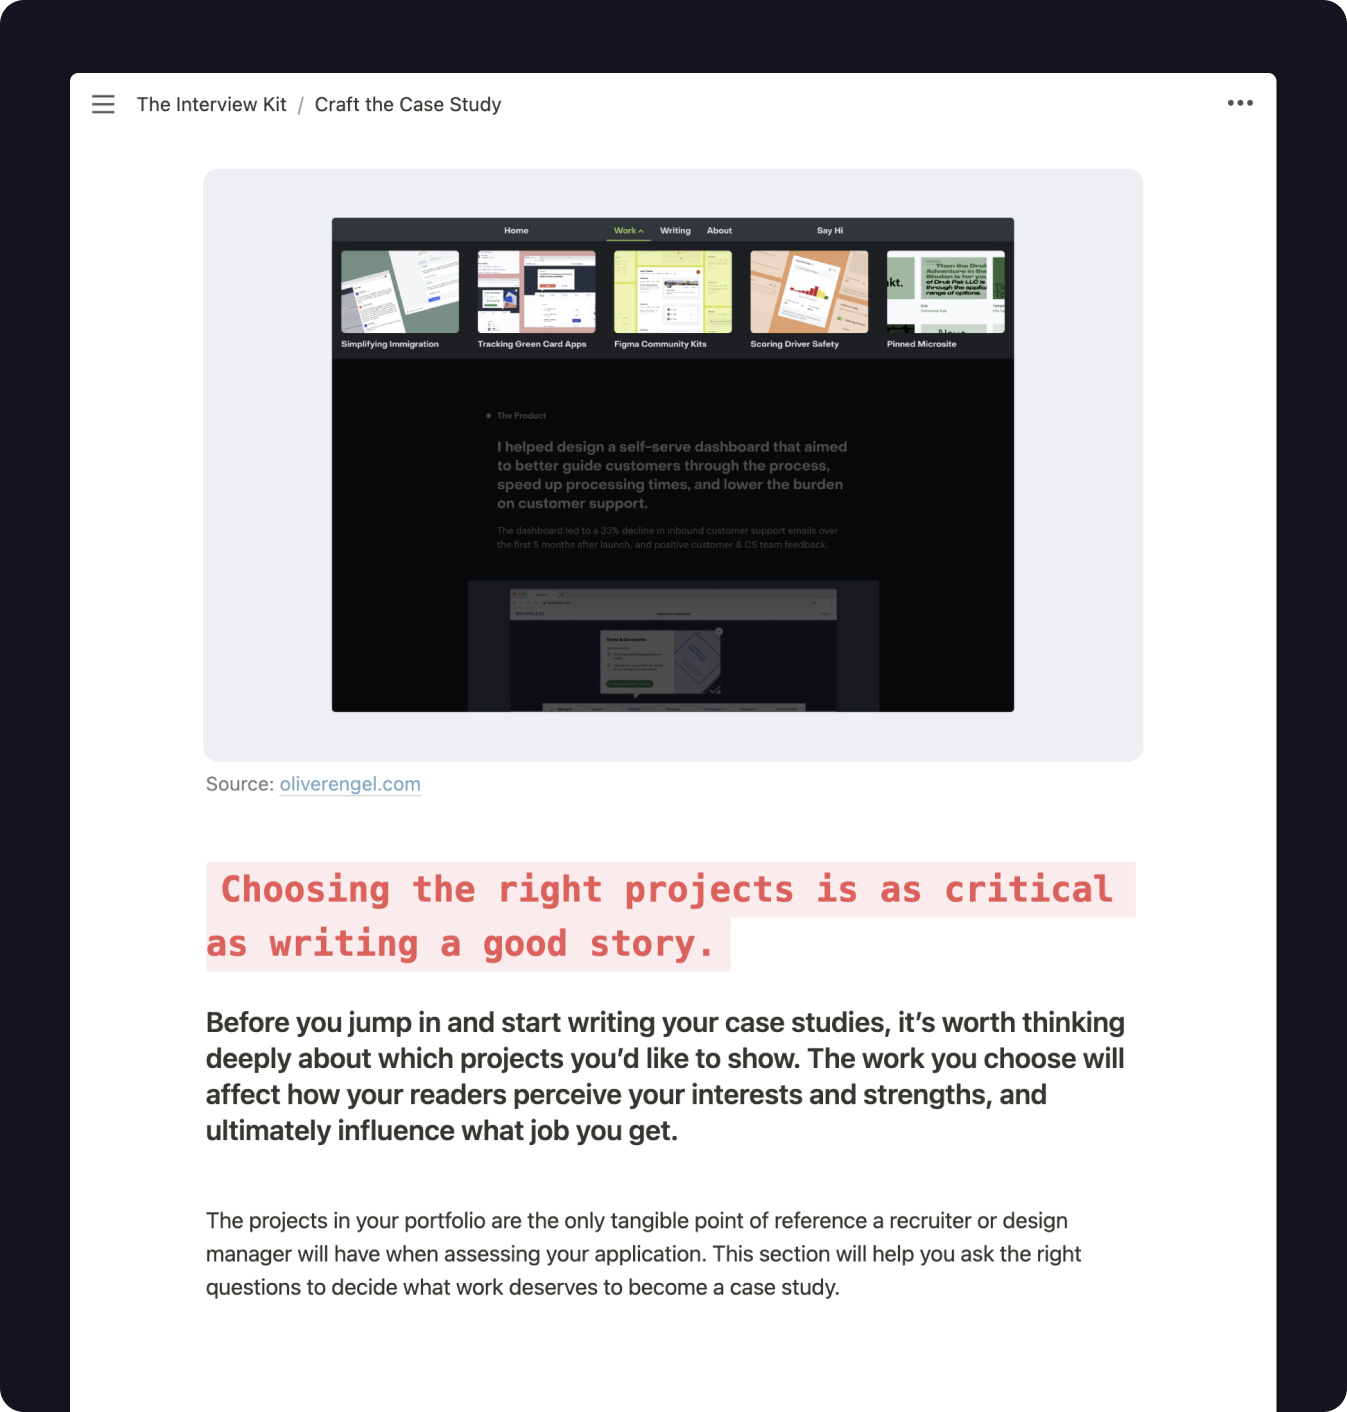 The Interview Kit / Craft the Case Study
Home Work Writing About Say Hi
Simplifying Immigration Tracking Green Card Apps Figma Community Kits Scoring Driver Safety Pinned Microsite
The Product
I helped design a self-serve dashboard that aimed
to better guide customers through the process,
speed up processing times, and lower the burden
on customer support.
The dashboard led to a 33% decline in inbound customer support emails over
the first 5 months after launch, and positive customer & CS team feedback.
BOUNDLESS
Forms & Documents
Source: oliverengel.com
Choosing the right projects is as critical
as writing a good story.
Before you jump in and start writing your case studies, it’s worth thinking
deeply about which projects you’d like to show. The work you choose will
affect how your readers perceive your interests and strengths, and
ultimately influence what job you get.
The projects in your portfolio are the only tangible point of reference a recruiter or design
manager will have when assessing your application. This section will help you ask the right
questions to decide what work deserves to become a case study.